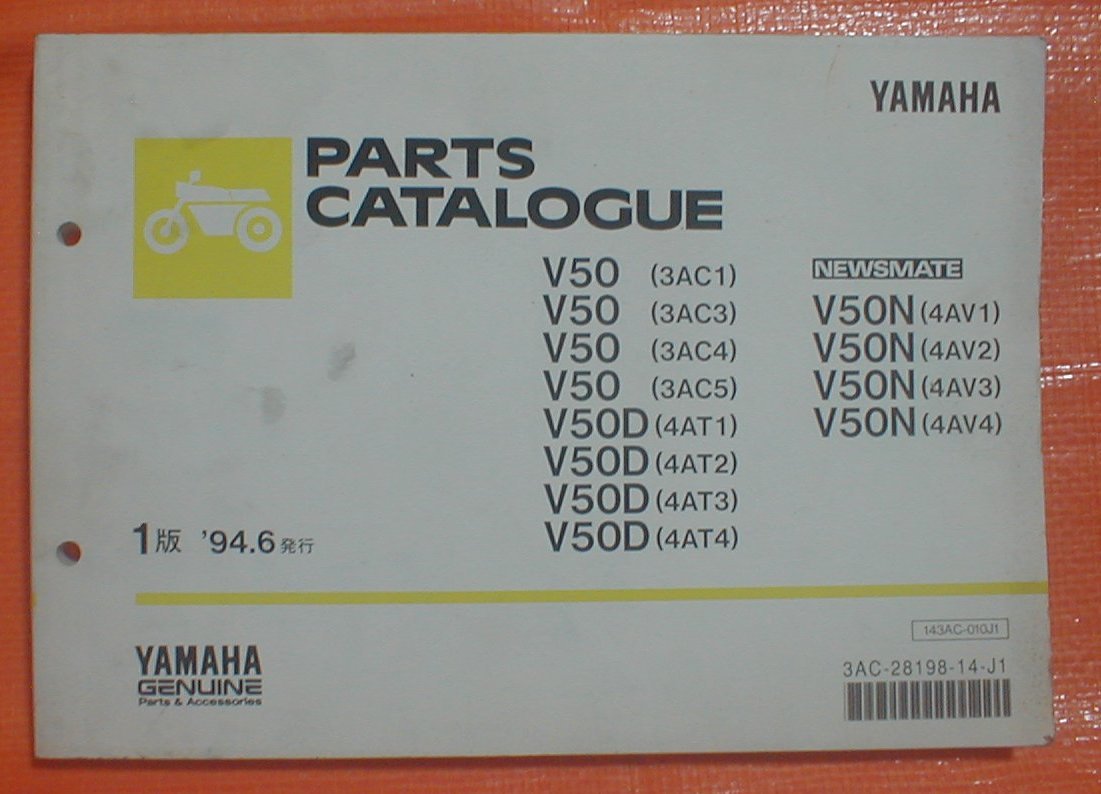 YAMAHA
PARTS
CATALOGUE
V50 (3AC1)
V50 (3AC3)
V50 (3AC4)
V50 (3AC5)
V50D (4AT1)
V50D (4AT2)
V50D (4AT3)
V50D (4AT4)
NEWSMATE
V50N (4AV1)
V50N (4AV2)
V50N (4AV3)
V50N (4AV4)
1版 '94.6発行
143AC-010J1
3AC-28198-14-J1
YAMAHA
GENUINE
Parts & Accessories